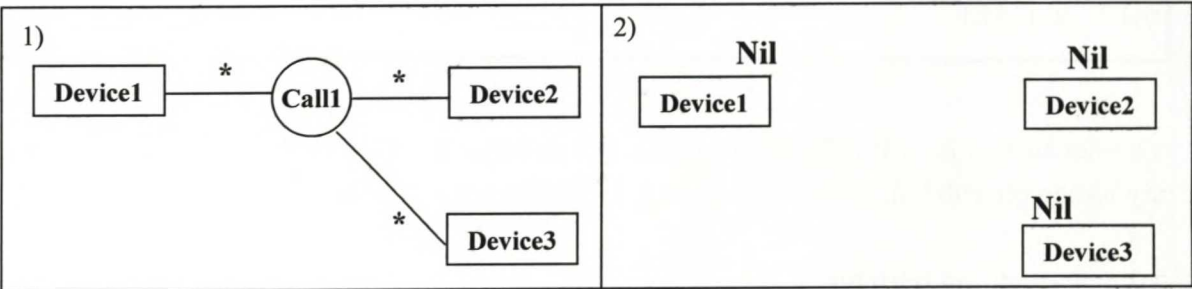 1)
* *
Device1 Call1 Device2
*
Device3
2)
Nil Nil
Device1 Device2
Nil
Device3